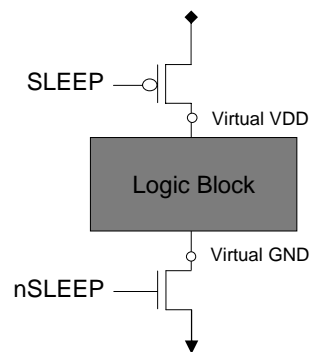 SLEEP
Virtual VDD
Logic Block
Virtual GND
nSLEEP